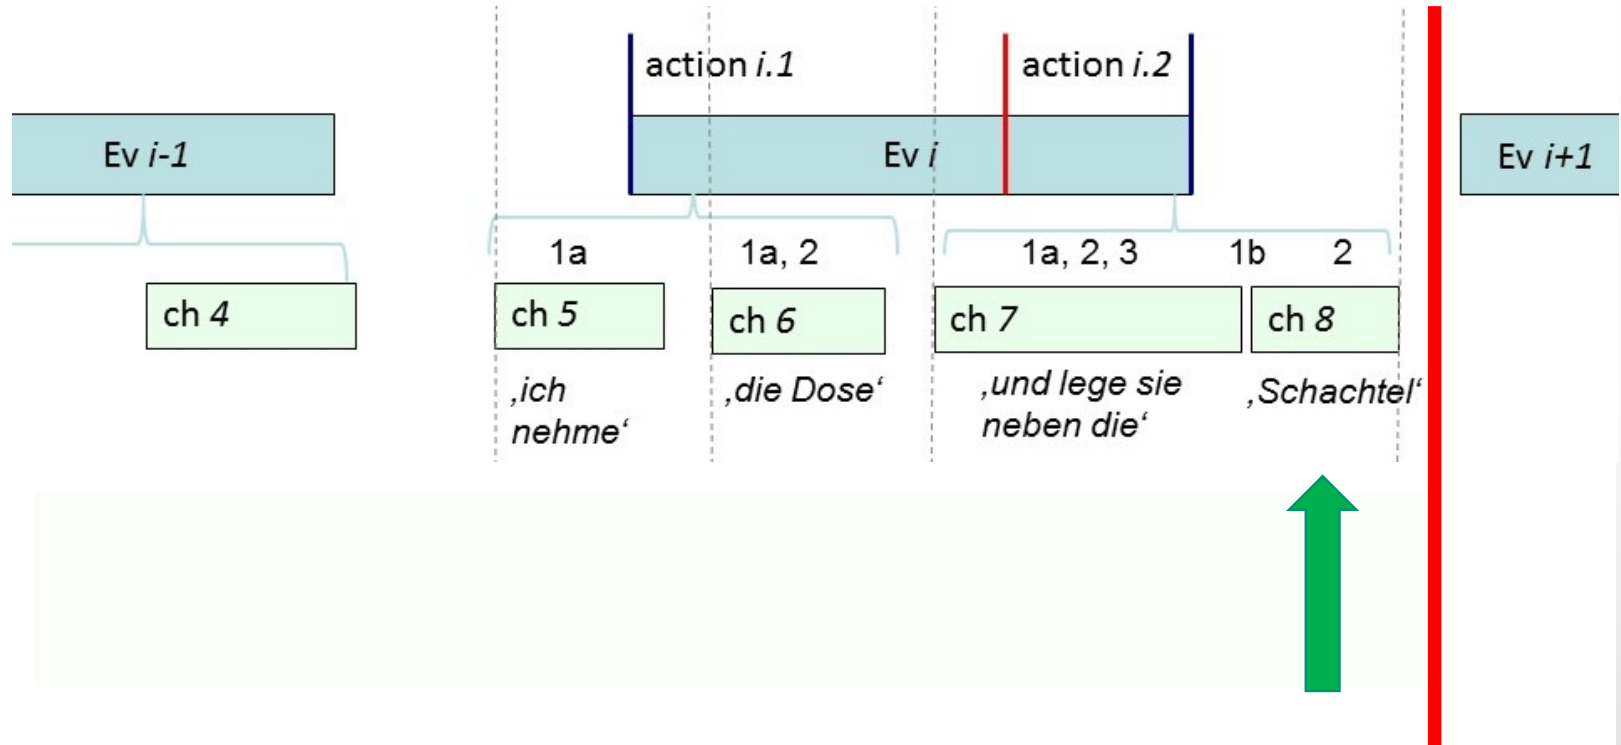 action i.1
action i.2
Ev i-1
Ev i
Ev i+1
1a
1a, 2
1a, 2, 3
1b
2
ch 4
ch 5
ch 6
ch 7
ch 8
‚ich
nehme‘
‚die Dose‘
‚und lege sie
neben die‘
‚Schachtel‘